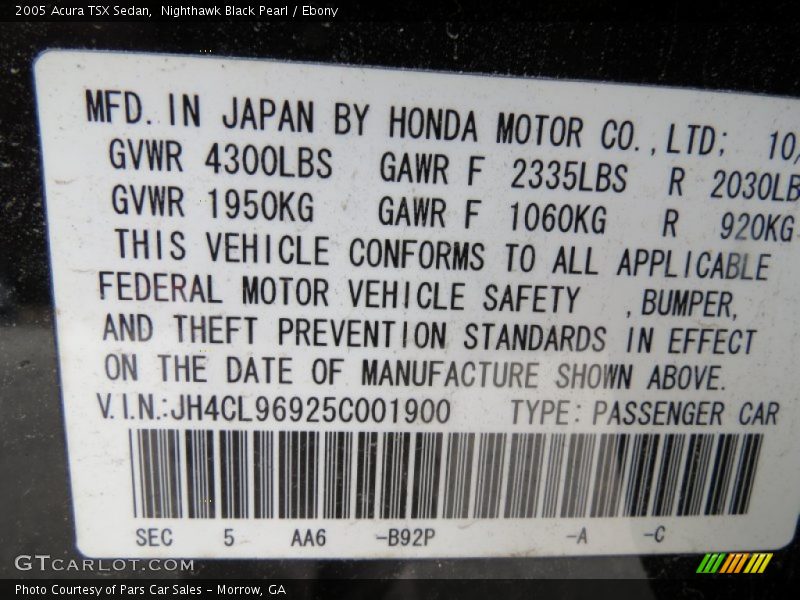 2005 Acura TSX Sedan,  Nighthawk Black Pearl / Ebony
MFD. IN JAPAN BY HONDA MOTOR CO., LTD; 10/
GVWR 4300LBS GAWR F 2335LBS R 2030LB
GVWR 1950KG GAWR F 1060KG R 920KG
THIS VEHICLE CONFORMS TO ALL APPLICABLE
FEDERAL MOTOR VEHICLE SAFETY , BUMPER,
AND THEFT PREVENTION STANDARDS IN EFFECT
ON THE DATE OF MANUFACTURE SHOWN ABOVE.
V.I.N.:JH4CL96925C001900 TYPE: PASSENGER CAR
SEC 5 AA6 -B92P -A -C
GTCARLOT.COM
Photo Courtesy of Pars Car Sales - Morrow, GA